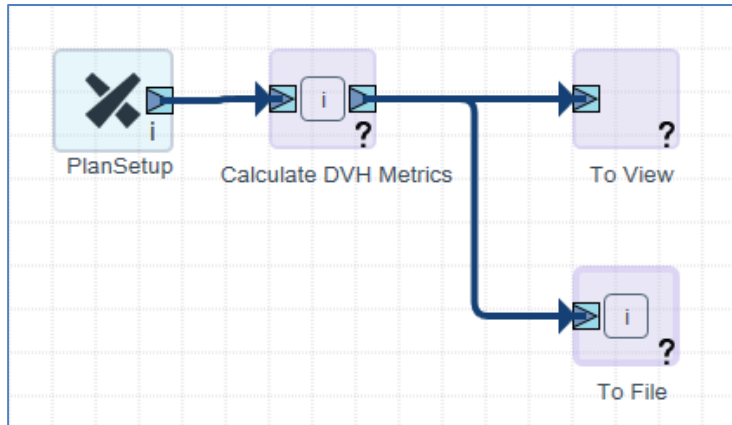 i
i
?
?
PlanSetup
Calculate DVH Metrics
To View
i
?
To File